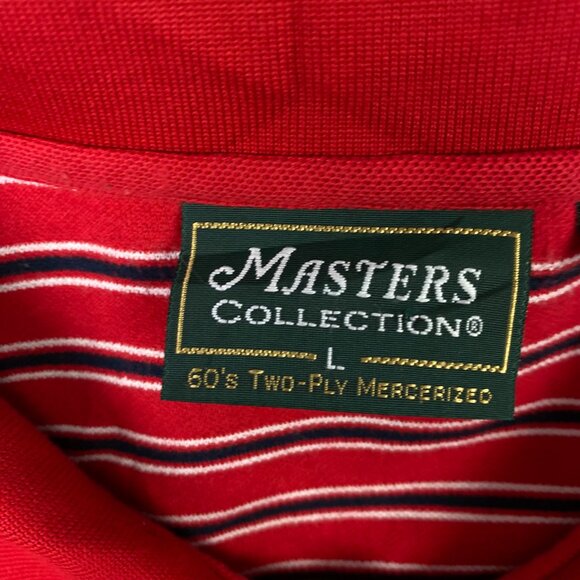 MASTERS
COLLECTION®
L
60's TWO-PLY MERCERIZED